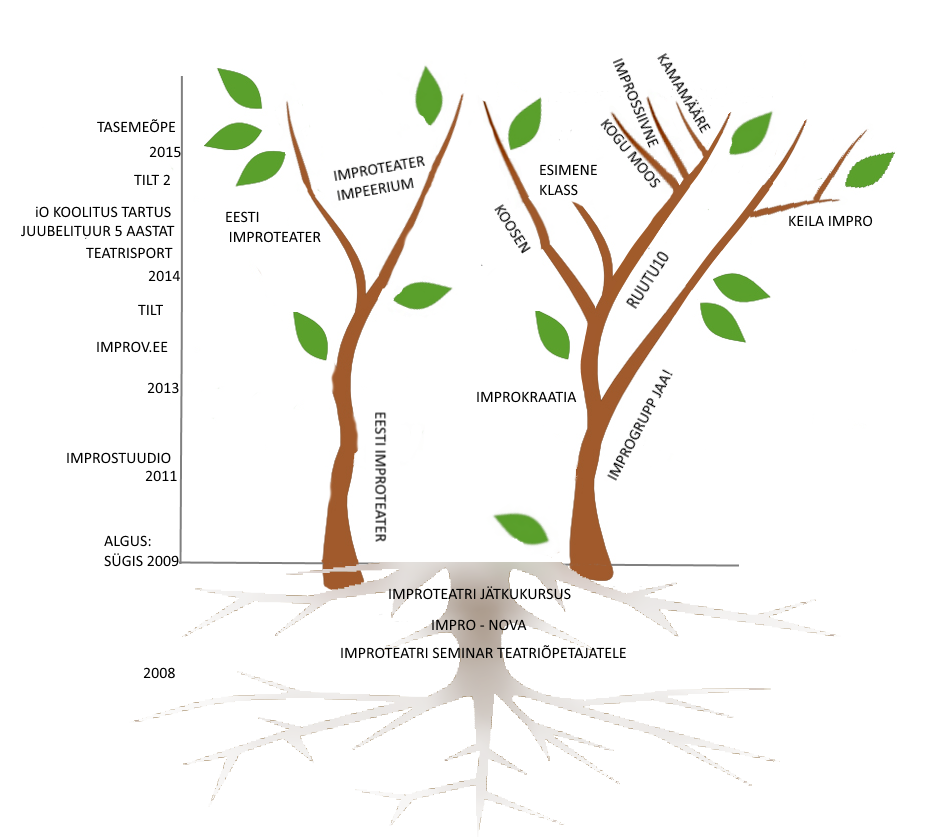 TASEMEÕPE
2015
TILT 2
iO KOOLITUS TARTUS
JUUBELITUUR 5 AASTAT
TEATRISPORT
2014
TILT
IMPROV.EE
2013
IMPROSTUUDIO
2011
ALGUS:
SÜGIS 2009
2008
EESTI
IMPROTEATER
IMPROTEATER
IMPEERIUM
EESTI IMPROTEATER
KOOSEN
ESIMENE
KLASS
KOGU MOOS
IMPROSSIIVNE
KAMAMÄÄRE
RUUTU10
KEILA IMPRO
IMPROKRAATIA
IMPROGRUPP JAA!
IMPROTEATRI JÄTKUKURSUS
IMPRO - NOVA
IMPROTEATRI SEMINAR TEATRIÕPETAJATELE